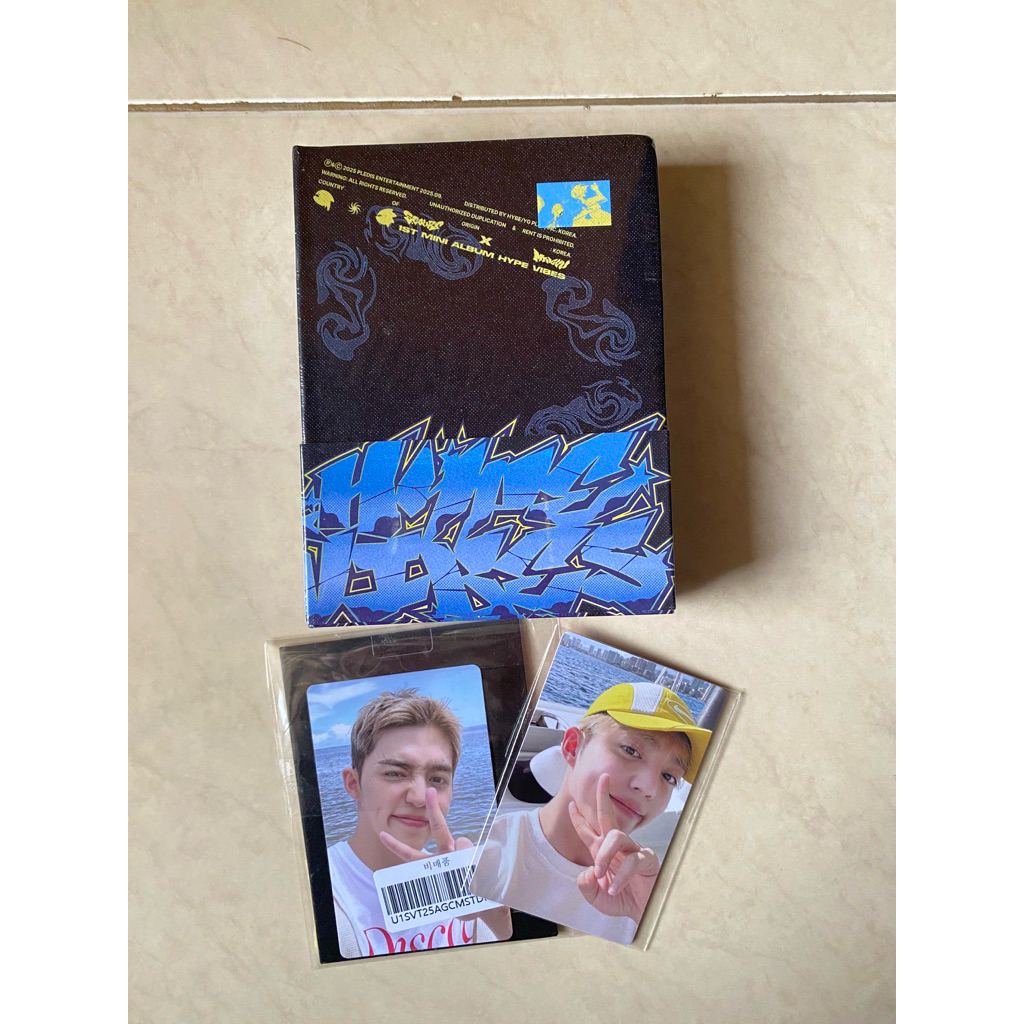 Ⓟ&Ⓒ 2025 PLEDIS ENTERTAINMENT 2025.09.
WARNING: ALL RIGHTS RESERVED.
DISTRIBUTED BY HYBE/YG
KOREA.
UNAUTHORIZED DUPLICATION & RENT IS PROHIBITED.
COUNTRY OF ORIGIN : KOREA
X
1ST MINI ALBUM HYPE VIBES
HYPE
비매품
U1SVT25AGCMSTD